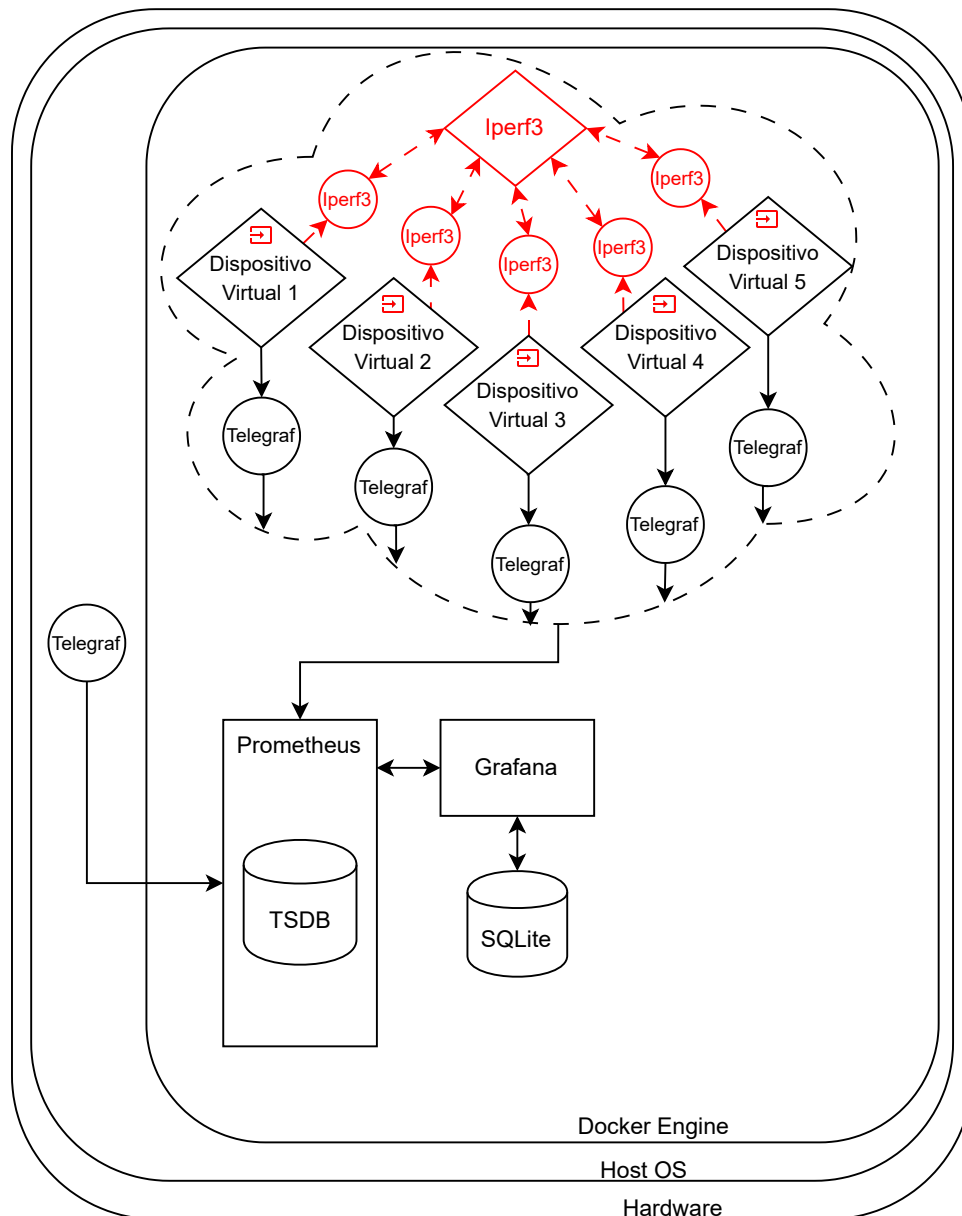 Iperf3
Iperf3
Iperf3
Iperf3
Iperf3
Iperf3
Dispositivo
Virtual 1
Dispositivo
Virtual 2
Dispositivo
Virtual 3
Dispositivo
Virtual 4
Dispositivo
Virtual 5
Telegraf
Telegraf
Telegraf
Telegraf
Telegraf
Telegraf
Prometheus
TSDB
Grafana
SQLite
Docker Engine
Host OS
Hardware